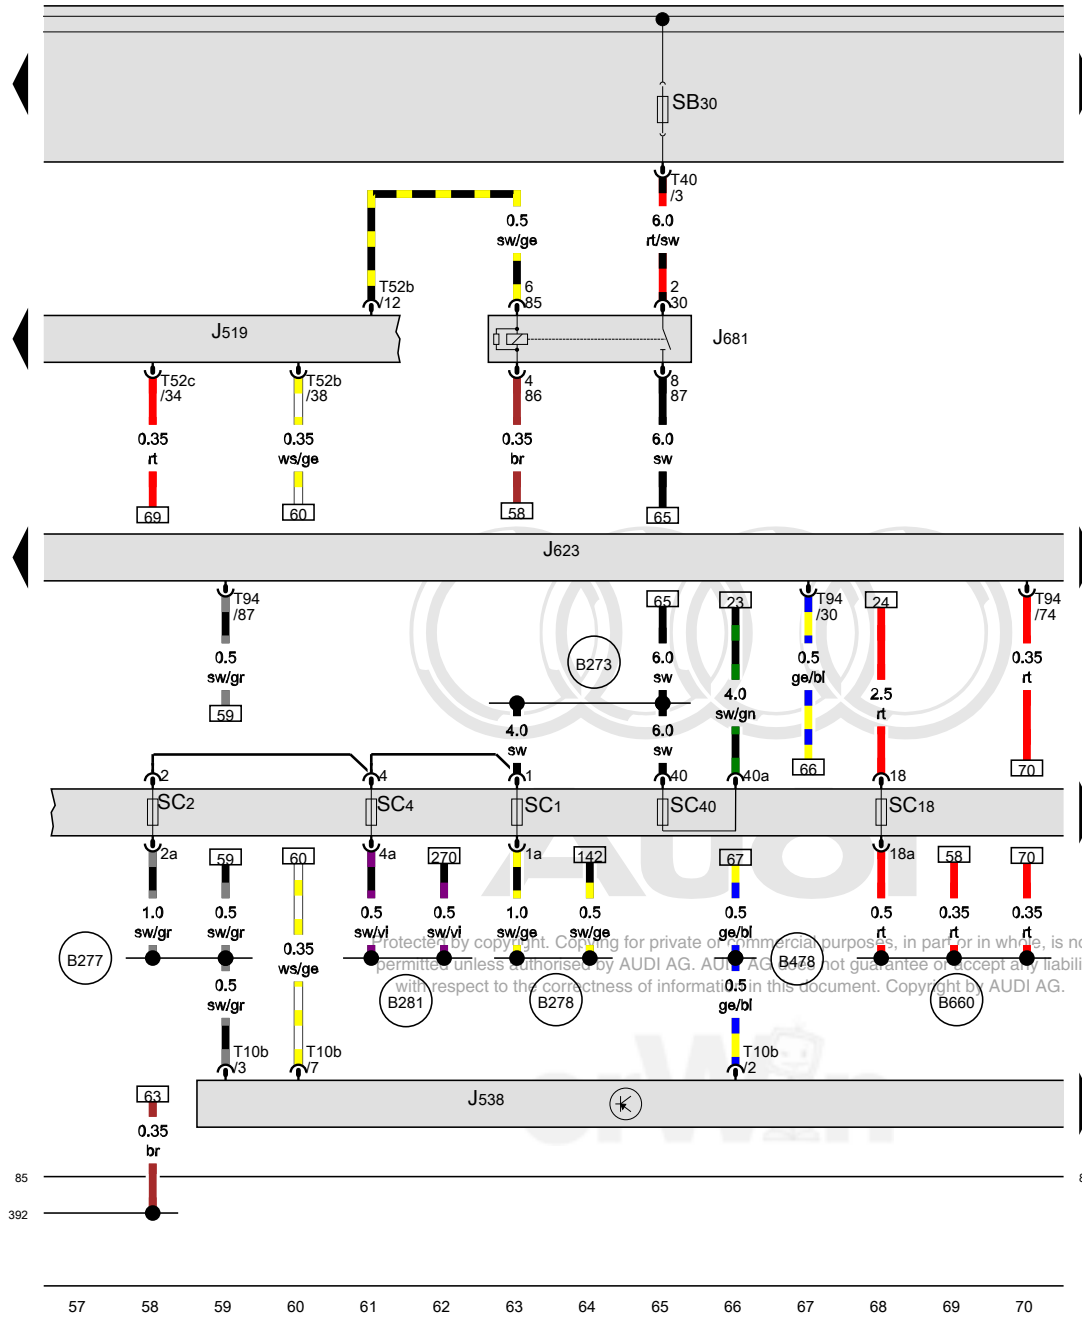 SB30
T40
/3
0.5
sw/ge
6.0
rt/sw
T52b
/12
6
85
2
30
J519
J681
T52c
/34
T52b
/38
4
86
8
87
0.35
rt
0.35
ws/ge
0.35
br
6.0
sw
69
60
58
65
J623
T94
/87
65
23
T94
/30
24
T94
/74
0.5
sw/gr
B273
6.0
sw
0.5
ge/bl
0.35
rt
4.0
sw/gn
2.5
rt
59
4.0
sw
6.0
sw
66
70
2
4
1
40
40a
18
SC2
SC4
SC1
SC40
SC18
2a
59
60
4a
270
1a
142
67
18a
58
70
1.0
sw/gr
0.5
sw/gr
0.5
sw/vi
0.5
sw/vi
1.0
sw/ge
0.5
sw/ge
0.5
ge/bl
0.5
rt
0.35
rt
0.35
rt
AUDI
Protected by copyright. Copying for private or commercial purposes, in part or in whole, is no
permitted unless authorised by AUDI AG. AUDI AG does not guarantee or accept any liabili
with respect to the correctness of information in this document. Copyright by AUDI AG.
0.35
ws/ge
B277
B478
0.5
sw/gr
B281
B278
0.5
ge/bl
B660
T10b
/3
T10b
/7
T10b
/2
erWin
63
J538
0.35
br
85
8
392
57 58 59 60 61 62 63 64 65 66 67 68 69 70